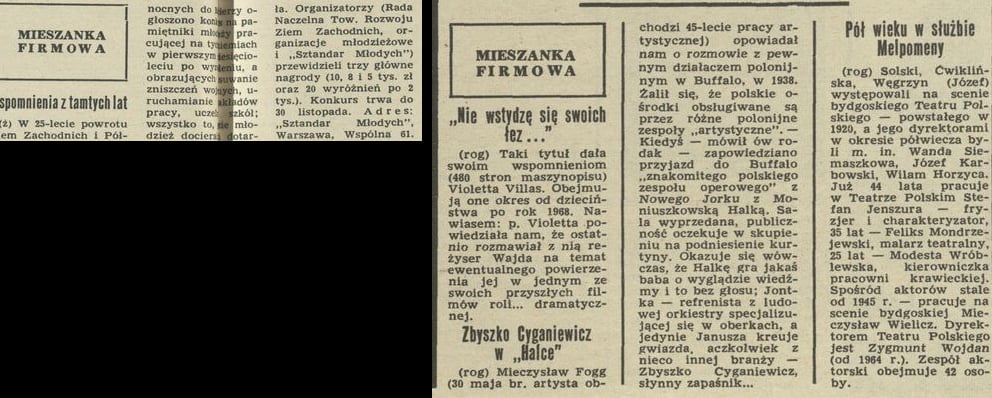 MIESZANKA
FIRMOWA
spomnienia z tamtych lat
ż) W 25-lecie powrotu
em Zachodnich i Pół-
nocnych do
głoszono na pa-
miętniki pra-
cującej na
w pierwszym
leciu po
obrazujących suwanie
zniszczeń u-
ruchamianie
pracy, szkół;
wszystko to, mło-
dzież dotar-
ła. Organizatorzy (Rada
Naczelna Tow. Rozwoju
Ziem Zachodnich, or-
ganizacje młodzieżowe
i „Sztandar Młodych”)
przewidzieli trzy główne
nagrody (10, 8 i 5 tys. zł
oraz 20 wyróżnień po 2
tys.). Konkurs trwa do
30 listopada. Adres:
„Sztandar Młodych”,
Warszawa, Wspólna 61.
MIESZANKA
FIRMOWA
„Nie wstydzę się swoich
łez ...”
(rog) Taki tytuł dała
swoim wspomnieniom
(480 stron maszynopisu)
Violetta Villas. Obejmu-
ją one okres od dzieciń-
stwa po rok 1968. Na-
wiasem: p. Violetta po-
wiedziała nam, że ostat-
nio rozmawiał z nią re-
żyser Wajda na temat
ewentualnego powierze-
nia jej w jednym ze
swoich przyszłych fil-
mów roli... dramatycz-
nej.
Zbyszko Cyganiewicz
w „Halce”
(rog) Mieczysław Fogg
(30 maja br. artysta ob-
chodzi 45-lecie pracy ar-
tystycznej) opowiadał
nam o rozmowie z pew-
nym działaczem polonij-
nym w Buffalo, w 1938.
Żalił się, że polskie o-
środki obsługiwane są
przez różne polonijne
zespoły „artystyczne”. —
Kiedyś — mówił ów ro-
dak — zapowiedziano
przyjazd do Buffalo
„znakomitego polskiego
zespołu operowego” z
Nowego Jorku z Mo-
niuszkowską Halką. Sa-
la wyprzedana, publicz-
ność oczekuje w skupie-
niu na podniesienie kur-
tyny. Okazuje się wów-
czas, że Halkę gra jakaś
baba o wyglądzie wiedź-
my i to bez głosu; Jont-
ka — refrenista z ludo-
wej orkiestry specjalizu-
jącej się w oberkach, a
jedynie Janusza kreuje
gwiazda, aczkolwiek z
nieco innej branży —
Zbyszko Cyganiewicz,
słynny zapaśnik...
Pół wieku w służbie
Melpomeny
(rog) Solski, Ćwikliń-
ska, Węgrzyn (Józef)
występowali na scenie
bydgoskiego Teatru Pol-
skiego — powstałego w
1920, a jego dyrektorami
w okresie półwiecza by-
li m. in. Wanda Sie-
maszkowa, Józef Kar-
bowski, Wilam Horzyca.
Już 44 lata pracuje
w Teatrze Polskim Ste-
fan Jenszura — fry-
zjer i charakteryzator,
35 lat — Feliks Mondrze-
jewski, malarz teatralny,
25 lat — Modesta Wrób-
lewska, kierowniczka
pracowni krawieckiej.
Spośród aktorów stale
od 1945 r. — pracuje na
scenie bydgoskiej Mie-
czysław Wielicz. Dyrek-
torem Teatru Polskiego
jest Zygmunt Wojdan
(od 1964 r.). Zespół ak-
torski obejmuje 42 oso-
by.